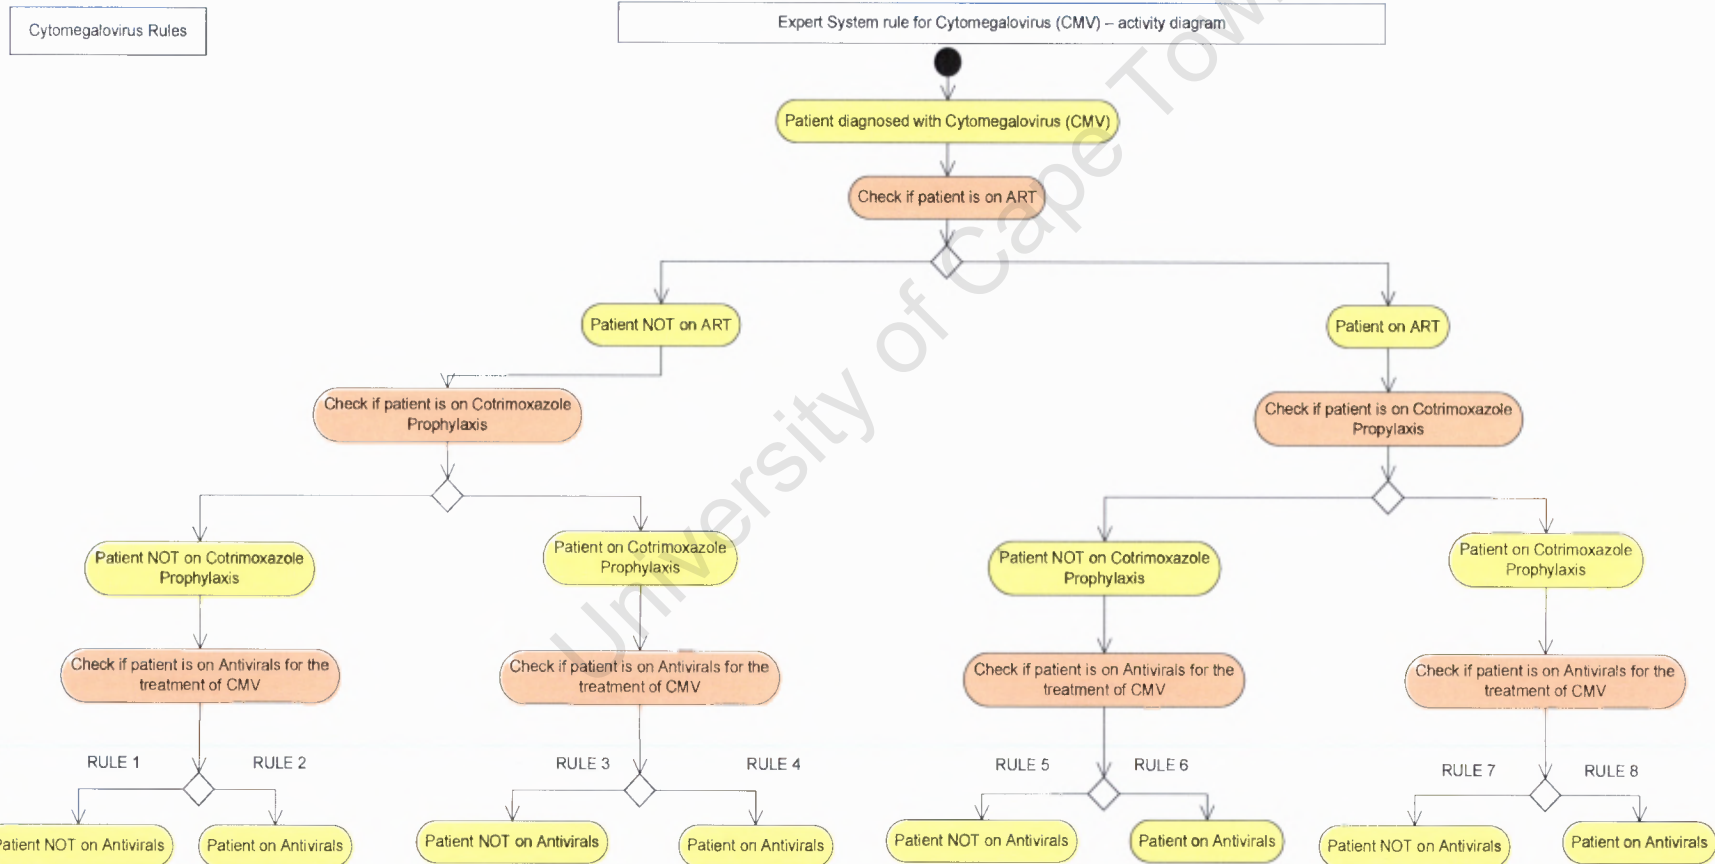 Cytomegalovirus Rules
Expert System rule for Cytomegalovirus (CMV) – activity diagram
Patient diagnosed with Cytomegalovirus (CMV)
Check if patient is on ART
Patient NOT on ART
Patient on ART
Check if patient is on Cotrimoxazole
Prophylaxis
Check if patient is on Cotrimoxazole
Propylaxis
Patient NOT on Cotrimoxazole
Prophylaxis
Patient on Cotrimoxazole
Prophylaxis
Patient NOT on Cotrimoxazole
Prophylaxis
Patient on Cotrimoxazole
Prophylaxis
Check if patient is on Antivirals for the
treatment of CMV
Check if patient is on Antivirals for the
treatment of CMV
Check if patient is on Antivirals for the
treatment of CMV
Check if patient is on Antivirals for the
treatment of CMV
RULE 1
RULE 2
RULE 3
RULE 4
RULE 5
RULE 6
RULE 7
RULE 8
Patient NOT on Antivirals
Patient on Antivirals
Patient NOT on Antivirals
Patient on Antivirals
Patient NOT on Antivirals
Patient on Antivirals
Patient NOT on Antivirals
Patient on Antivirals
University of Cape Town